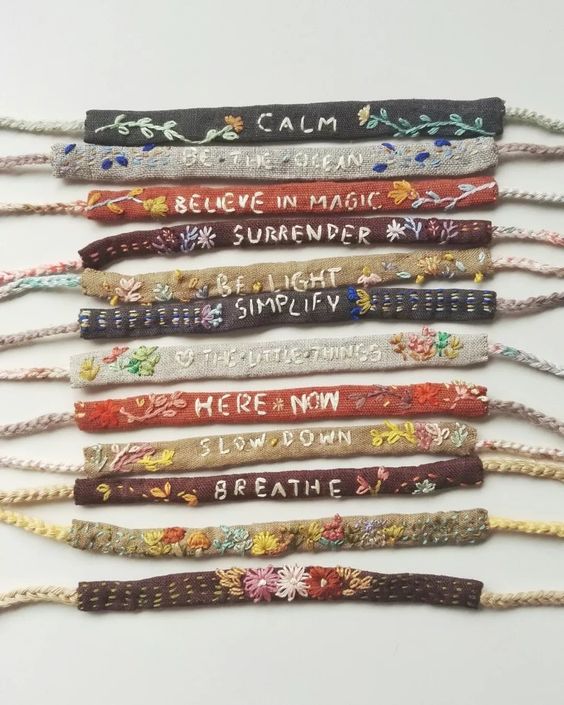 CALM
BE · THE · OCEAN
BELIEVE IN MAGIC
SURRENDER
BE LIGHT
SIMPLIFY
♡ THE · LITTLE · THINGS
HERE * NOW
SLOW · DOWN
BREATHE